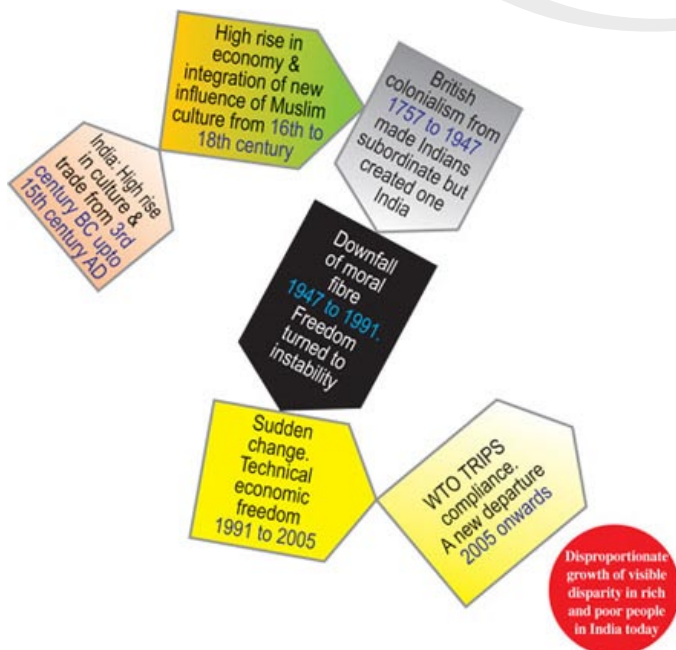 India: High rise
in culture &
trade from 3rd
century BC upto
15th century AD
High rise in
economy &
integration of new
influence of Muslim
culture from 16th to
18th century
British
colonialism from
1757 to 1947
made Indians
subordinate but
created one
India
Downfall
of moral
fibre
1947 to 1991.
Freedom
turned to
instability
Sudden
change.
Technical
economic
freedom
1991 to 2005
WTO TRIPS
compliance.
A new departure
2005 onwards
Disproportionate
growth of visible
disparity in rich
and poor people
in India today